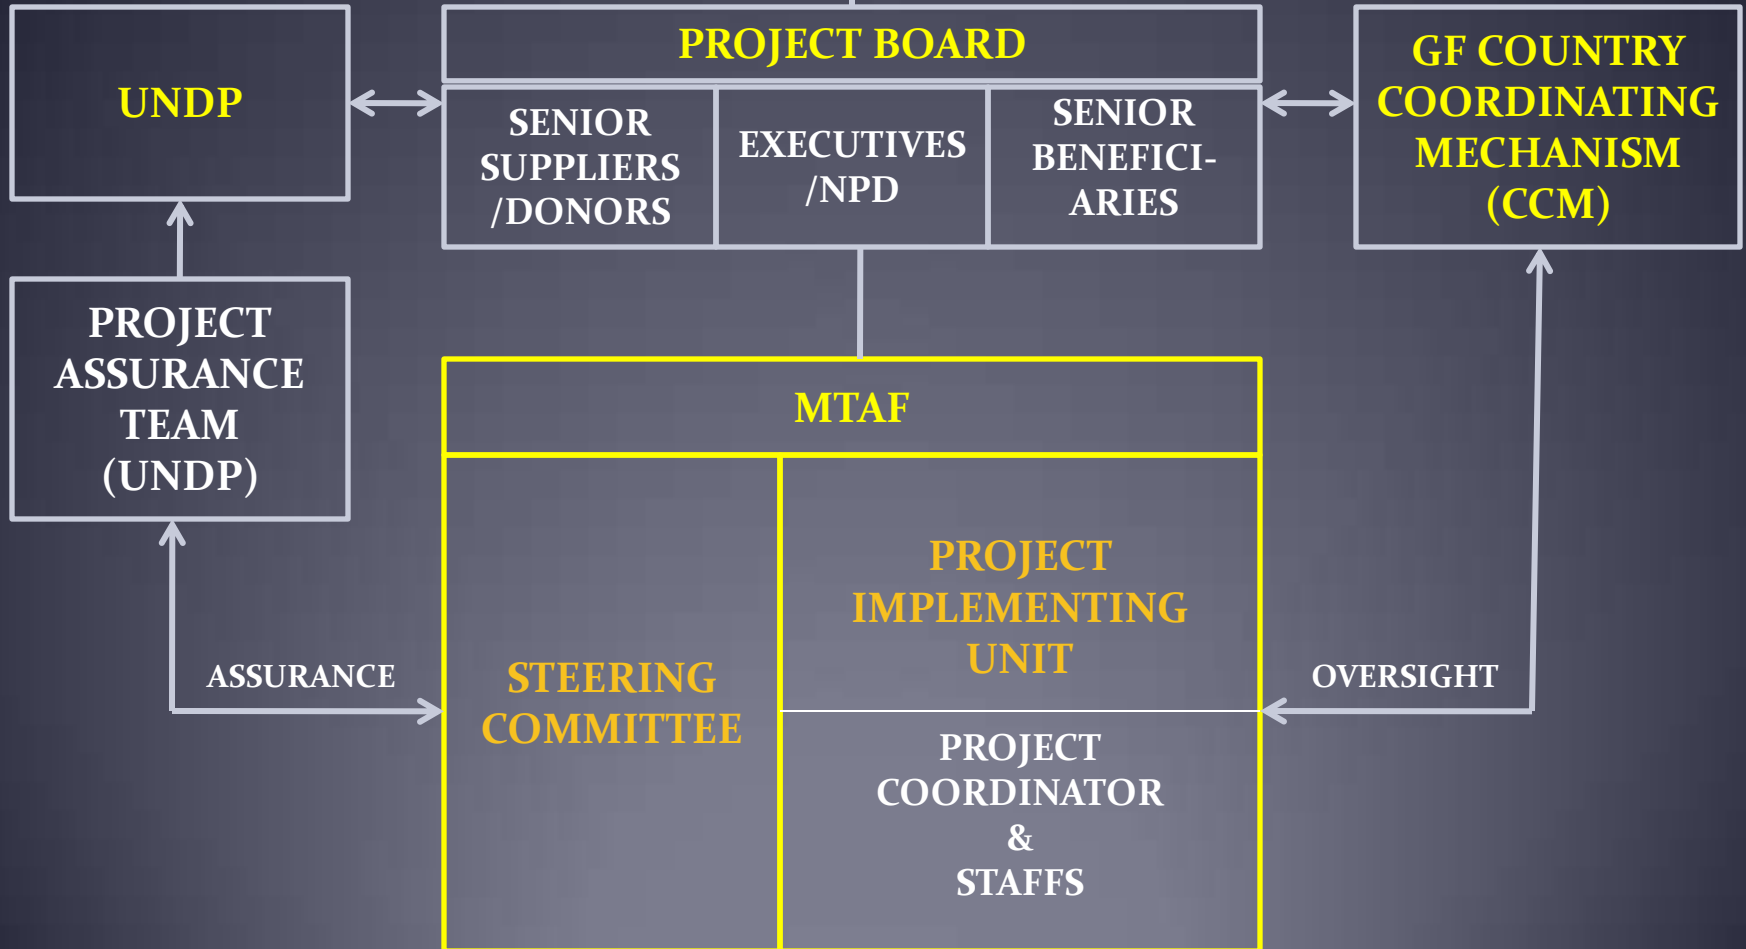 UNDP
PROJECT BOARD
SENIOR
SUPPLIERS
/DONORS
EXECUTIVES
/NPD
SENIOR
BENEFICI-
ARIES
GF COUNTRY
COORDINATING
MECHANISM
(CCM)
PROJECT
ASSURANCE
TEAM
(UNDP)
MTAF
STEERING
COMMITTEE
PROJECT
IMPLEMENTING
UNIT
PROJECT
COORDINATOR
&
STAFFS
ASSURANCE
OVERSIGHT